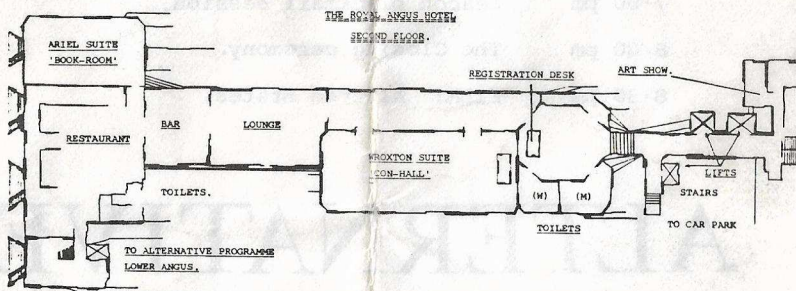 THE ROYAL ANGUS HOTEL
SECOND FLOOR.
ARIEL SUITE
'BOOK-ROOM'
REGISTRATION DESK
ART SHOW.
RESTAURANT
BAR
LOUNGE
WROXTON SUITE
'CON-HALL'
LIFTS
(W)
(M)
STAIRS
TOILETS.
TOILETS
TO CAR PARK
TO ALTERNATIVE PROGRAMME
LOWER ANGUS.